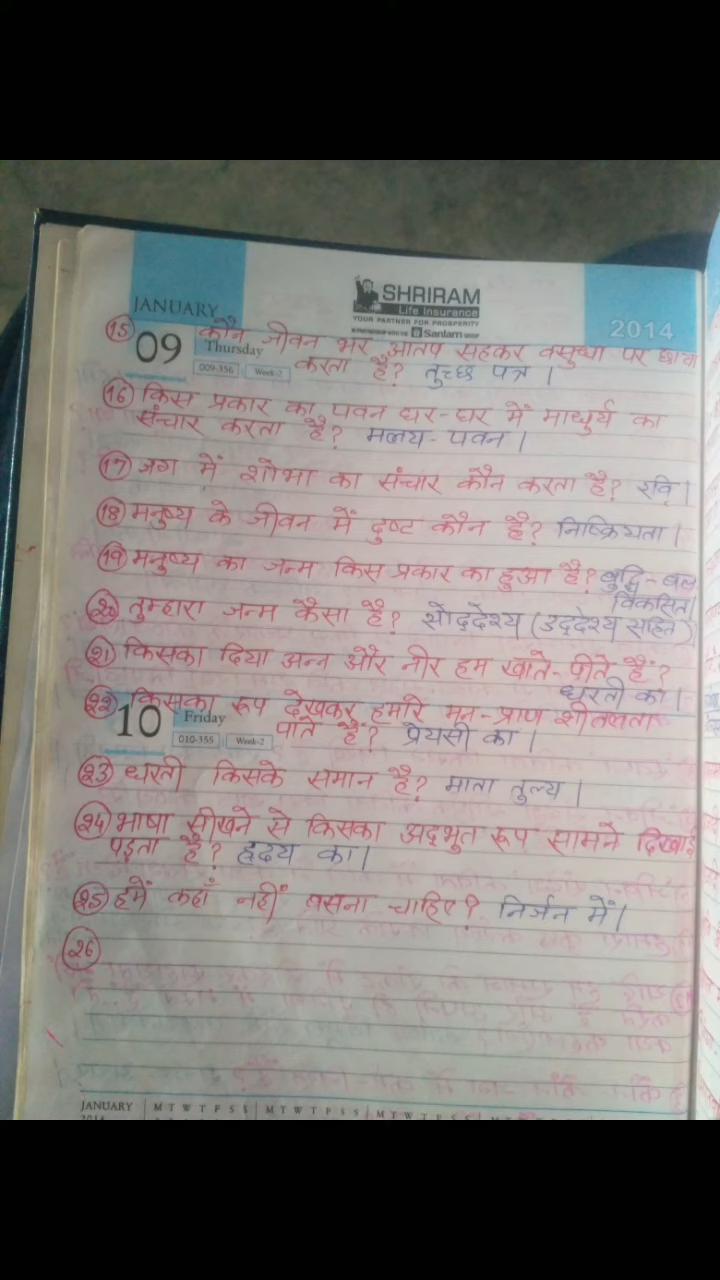 JANUARY
SHRIRAM
Life Insurance
YOUR PARTNER FOR PROSPERITY
Sanlam
2014
09
Thursday
009-356
Week-2
(15) कौन जीवन भर आतप सहकर वसुधा पर छाया
करता है? तुच्छ पत्र ।
(16) किस प्रकार का पवन घर-घर में माधुर्य का
संचार करता है? मलय-पवन ।
(17) जग में शोभा का संचार कौन करता है? रवि ।
(18) मनुष्य के जीवन में दुष्ट कौन है? निष्क्रियता ।
(19) मनुष्य का जन्म किस प्रकार का हुआ है? बुद्धि-बल
विकसित।
(20) तुम्हारा जन्म कैसा है? सोद्देश्य (उद्देश्य सहित)
(21) किसका दिया अन्न और नीर हम खाते-पीते हैं?
धरती का ।
(22) किसका रूप देखकर हमारे मन-प्राण शीतलता
10
Friday
010-355
Week-2
पाते हैं? प्रेयसी का ।
(23) धरती किसके समान है? माता तुल्य ।
(24) भाषा सीखने से किसका अद्भुत रूप सामने दिखाई
पड़ता है? हृदय का।
(25) हमें कहाँ नहीं बसना चाहिए? निर्जन में।
(26)
JANUARY
2014
M T W T F S S M T W T F S S M T W T F S S